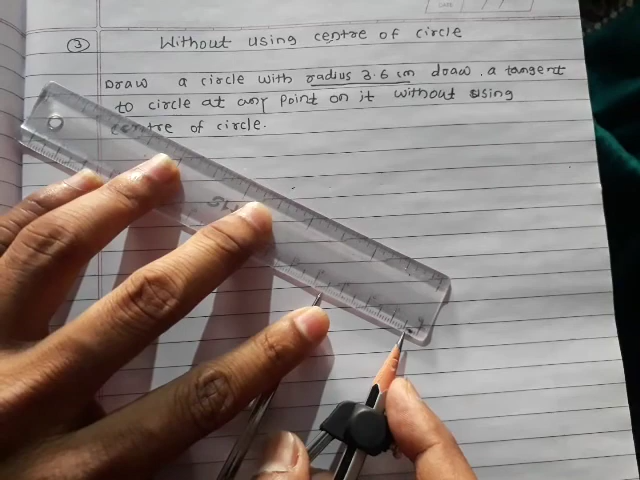 ③ Without using centre of circle
Draw a circle with radius 3.6 cm draw a tangent
to circle at any point on it without using
centre of circle.
DATE